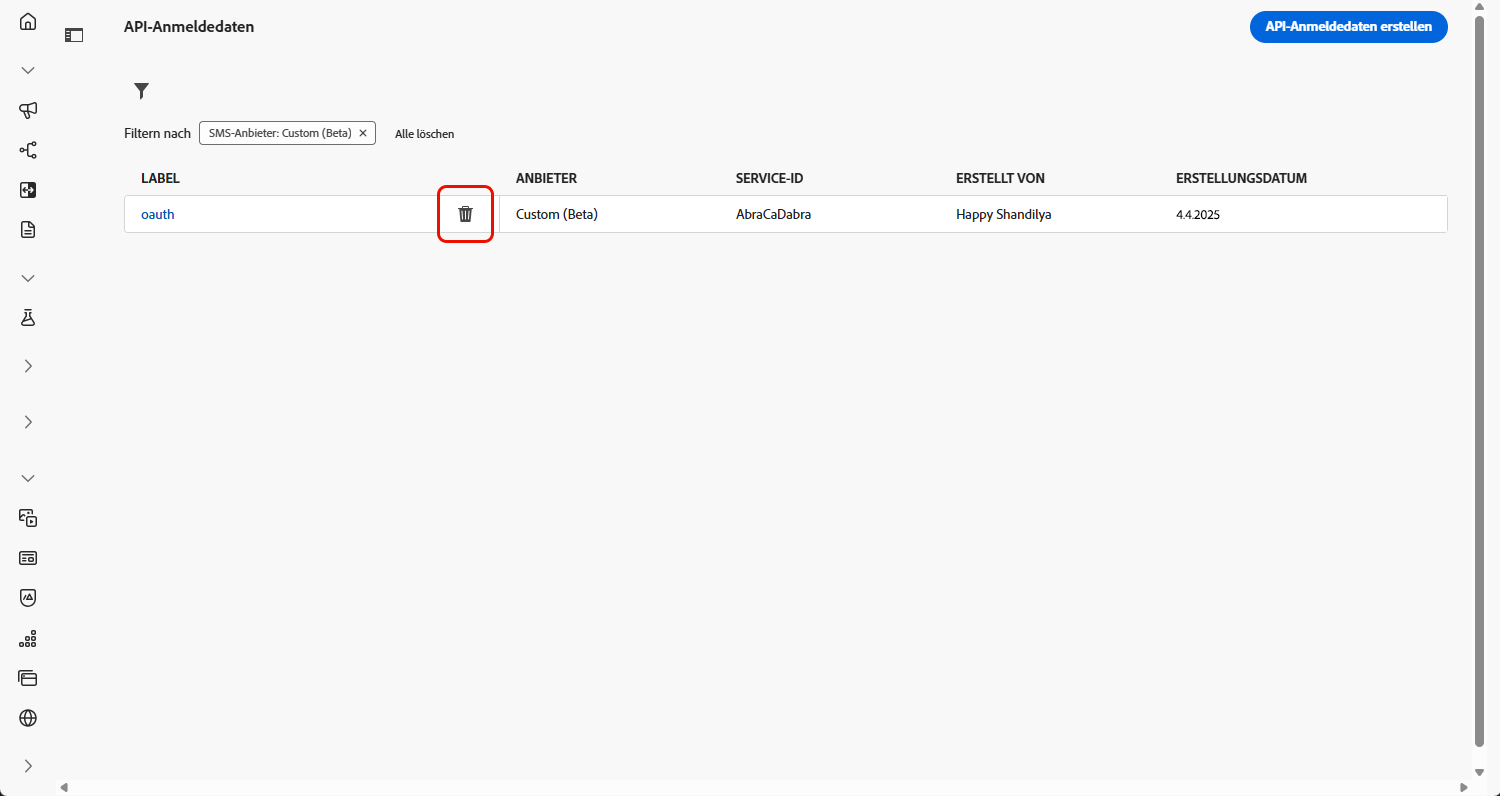 API-Anmeldedaten
API-Anmeldedaten erstellen
Filtern nach SMS-Anbieter: Custom (Beta) Alle löschen
LABEL ANBIETER SERVICE-ID ERSTELLT VON ERSTELLUNGSDATUM
oauth Custom (Beta) AbraCaDabra Happy Shandilya 4.4.2025